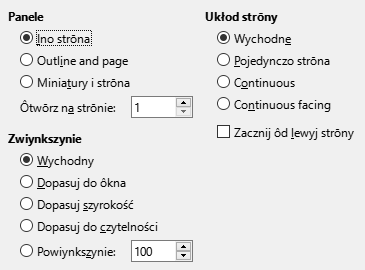 Panele
Ino strōna
Outline and page
Miniatury i strōna
Ôtwōrz na strōnie: 1
Zwiynkszynie
Wychodny
Dopasuj do ôkna
Dopasuj szyrokość
Dopasuj do czytelności
Powiynkszynie: 100
Ukłod strōny
Wychodne
Pojedynczo strōna
Continuous
Continuous facing
Zacznij ôd lewyj strōny